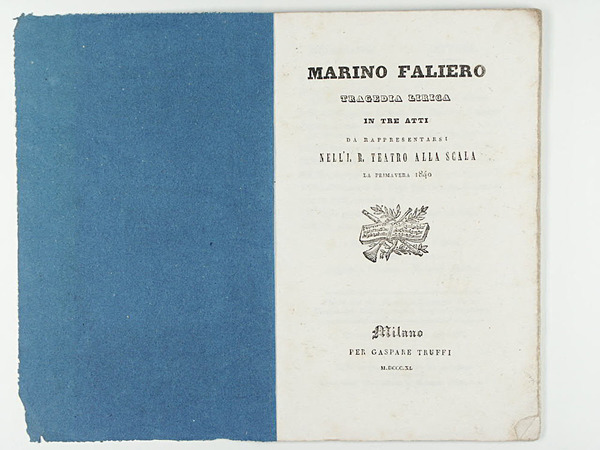 MARINO FALIERO
TRAGEDIA LIRICA
IN TRE ATTI
DA RAPPRESENTARSI
NELL'I. R. TEATRO ALLA SCALA
LA PRIMAVERA 1840
Milano
PER GASPARE TRUFFI
M.DCCC.XL